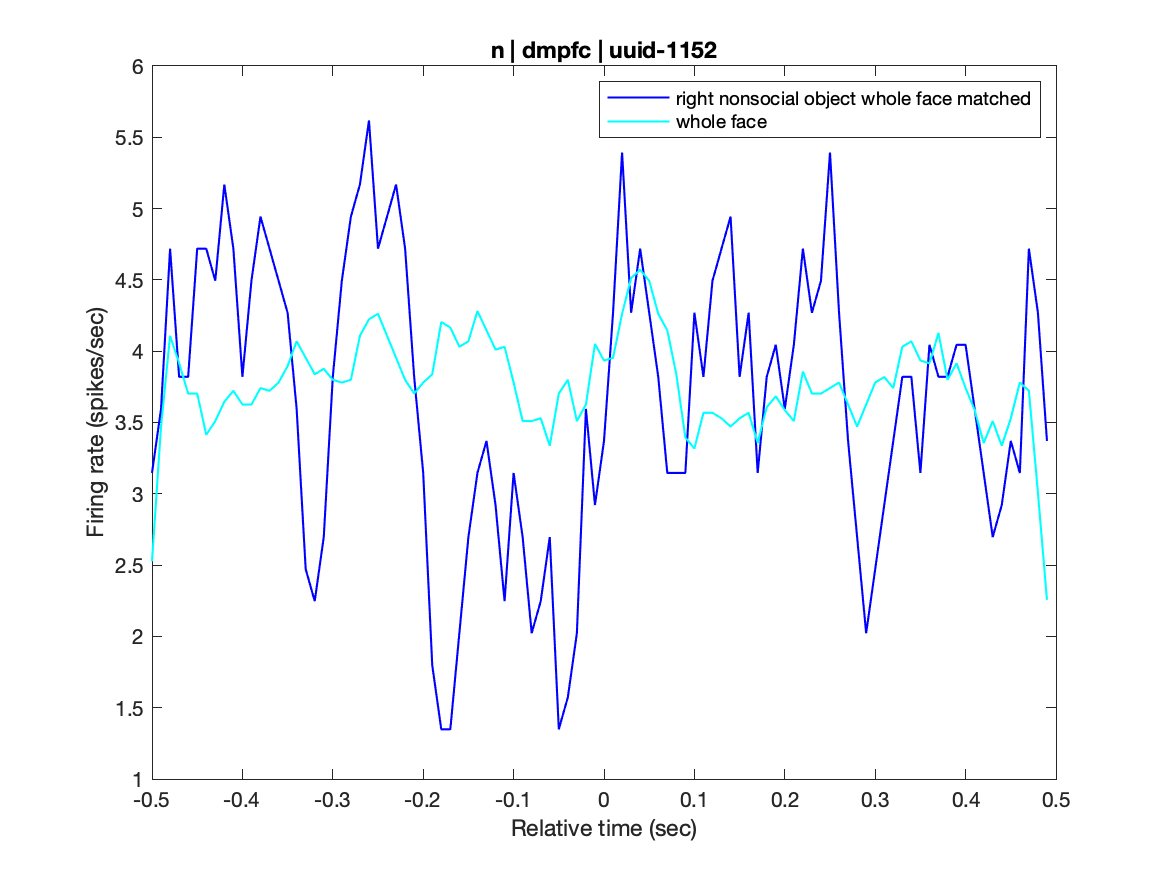 n | dmpfc | uuid-1152
right nonsocial object whole face matched
whole face
6
5.5
5
4.5
4
3.5
3
2.5
2
1.5
1
Firing rate (spikes/sec)
-0.5 -0.4 -0.3 -0.2 -0.1 0 0.1 0.2 0.3 0.4 0.5
Relative time (sec)